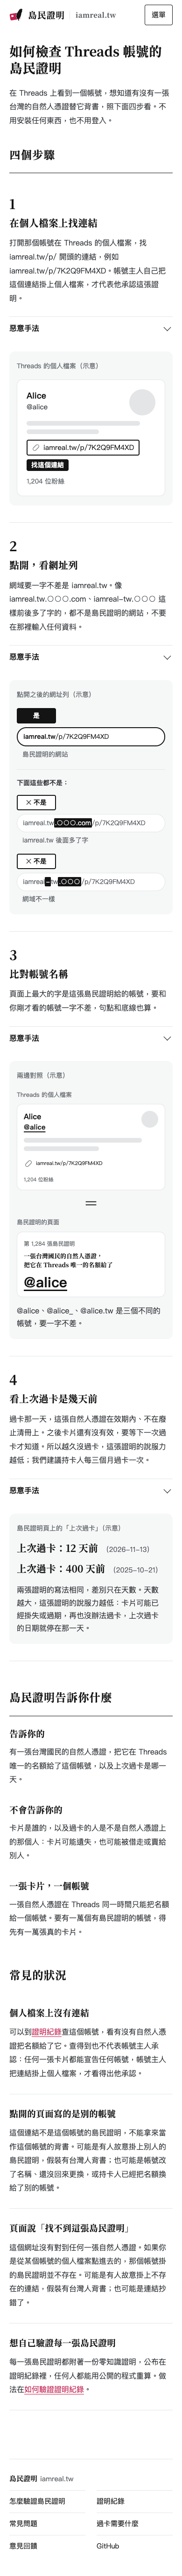 島民證明 iamreal.tw 選單
如何檢查 Threads 帳號的
島民證明
在 Threads 上看到一個帳號，想知道有沒有一張
台灣的自然人憑證替它背書，照下面四步看。不
用安裝任何東西，也不用登入。
四個步驟
1
在個人檔案上找連結
打開那個帳號在 Threads 的個人檔案，找
iamreal.tw/p/ 開頭的連結，例如
iamreal.tw/p/7K2Q9FM4XD。帳號主人自己把
這個連結掛上個人檔案，才代表他承認這張證
明。
惡意手法
Threads 的個人檔案（示意）
Alice
@alice
iamreal.tw/p/7K2Q9FM4XD
找這個連結
1,204 位粉絲
2
點開，看網址列
網域要一字不差是 iamreal.tw。像
iamreal.tw.○○○.com、iamreal-tw.○○○ 這
樣前後多了字的，都不是島民證明的網站，不要
在那裡輸入任何資料。
惡意手法
點開之後的網址列（示意）
是
iamreal.tw/p/7K2Q9FM4XD
島民證明的網站
下面這些都不是：
✕ 不是
iamreal.tw.○○○.com/p/7K2Q9FM4XD
iamreal.tw 後面多了字
✕ 不是
iamreal-tw.○○○/p/7K2Q9FM4XD
網域不一樣
3
比對帳號名稱
頁面上最大的字是這張島民證明給的帳號，要和
你剛才看的帳號一字不差，句點和底線也算。
惡意手法
兩邊對照（示意）
Threads 的個人檔案
Alice
@alice
iamreal.tw/p/7K2Q9FM4XD
1,204 位粉絲
=
島民證明的頁面
第 1,284 張島民證明
一張台灣國民的自然人憑證，
把它在 Threads 唯一的名額給了
@alice
@alice、@alice_、@alice.tw 是三個不同的
帳號，要一字不差。
4
看上次過卡是幾天前
過卡那一天，這張自然人憑證在效期內、不在廢
止清冊上。之後卡片還有沒有效，要等下一次過
卡才知道。所以越久沒過卡，這張證明的說服力
越低；我們建議持卡人每三個月過卡一次。
惡意手法
島民證明頁上的「上次過卡」（示意）
上次過卡：12 天前 （2026-11-13）
上次過卡：400 天前 （2025-10-21）
兩張證明的寫法相同，差別只在天數。天數
越大，這張證明的說服力越低：卡片可能已
經換失或過期，再也沒辦法過卡，上次過卡
的日期就停在那一天。
島民證明告訴你什麼
告訴你的
有一張台灣國民的自然人憑證，把它在 Threads
唯一的名額給了這個帳號，以及上次過卡是哪一
天。
不會告訴你的
卡片是誰的，以及過卡的人是不是自然人憑證上
的那個人：卡片可能遺失，也可能被借走或賣給
別人。
一張卡片，一個帳號
一張自然人憑證在 Threads 同一時間只能把名額
給一個帳號。要有一萬個有島民證明的帳號，得
先有一萬張真的卡片。
常見的狀況
個人檔案上沒有連結
可以到證明紀錄查這個帳號，看有沒有自然人憑
證把名額給了它。查得到也不代表帳號主人承
認：任何一張卡片都能宣告任何帳號，帳號主人
把連結掛上個人檔案，才看得出他承認。
點開的頁面寫的是別的帳號
這個連結不是這個帳號的島民證明，不能拿來當
作這個帳號的背書。可能是有人故意掛上別人的
島民證明，假裝有台灣人背書；也可能是帳號改
了名稱、還沒回來更換，或持卡人已經把名額換
給了別的帳號。
頁面說「找不到這張島民證明」
這個網址沒有對到任何一張自然人憑證。如果你
是從某個帳號的個人檔案點進去的，那個帳號掛
的島民證明並不存在。可能是有人故意掛上不存
在的連結，假裝有台灣人背書；也可能是連結抄
錯了。
想自己驗證每一張島民證明
每一張島民證明都附著一份零知識證明，公布在
證明紀錄裡，任何人都能用公開的程式重算。做
法在如何驗證證明紀錄。
島民證明 iamreal.tw
怎麼驗證島民證明 證明紀錄
常見問題 過卡需要什麼
意見回饋 GitHub